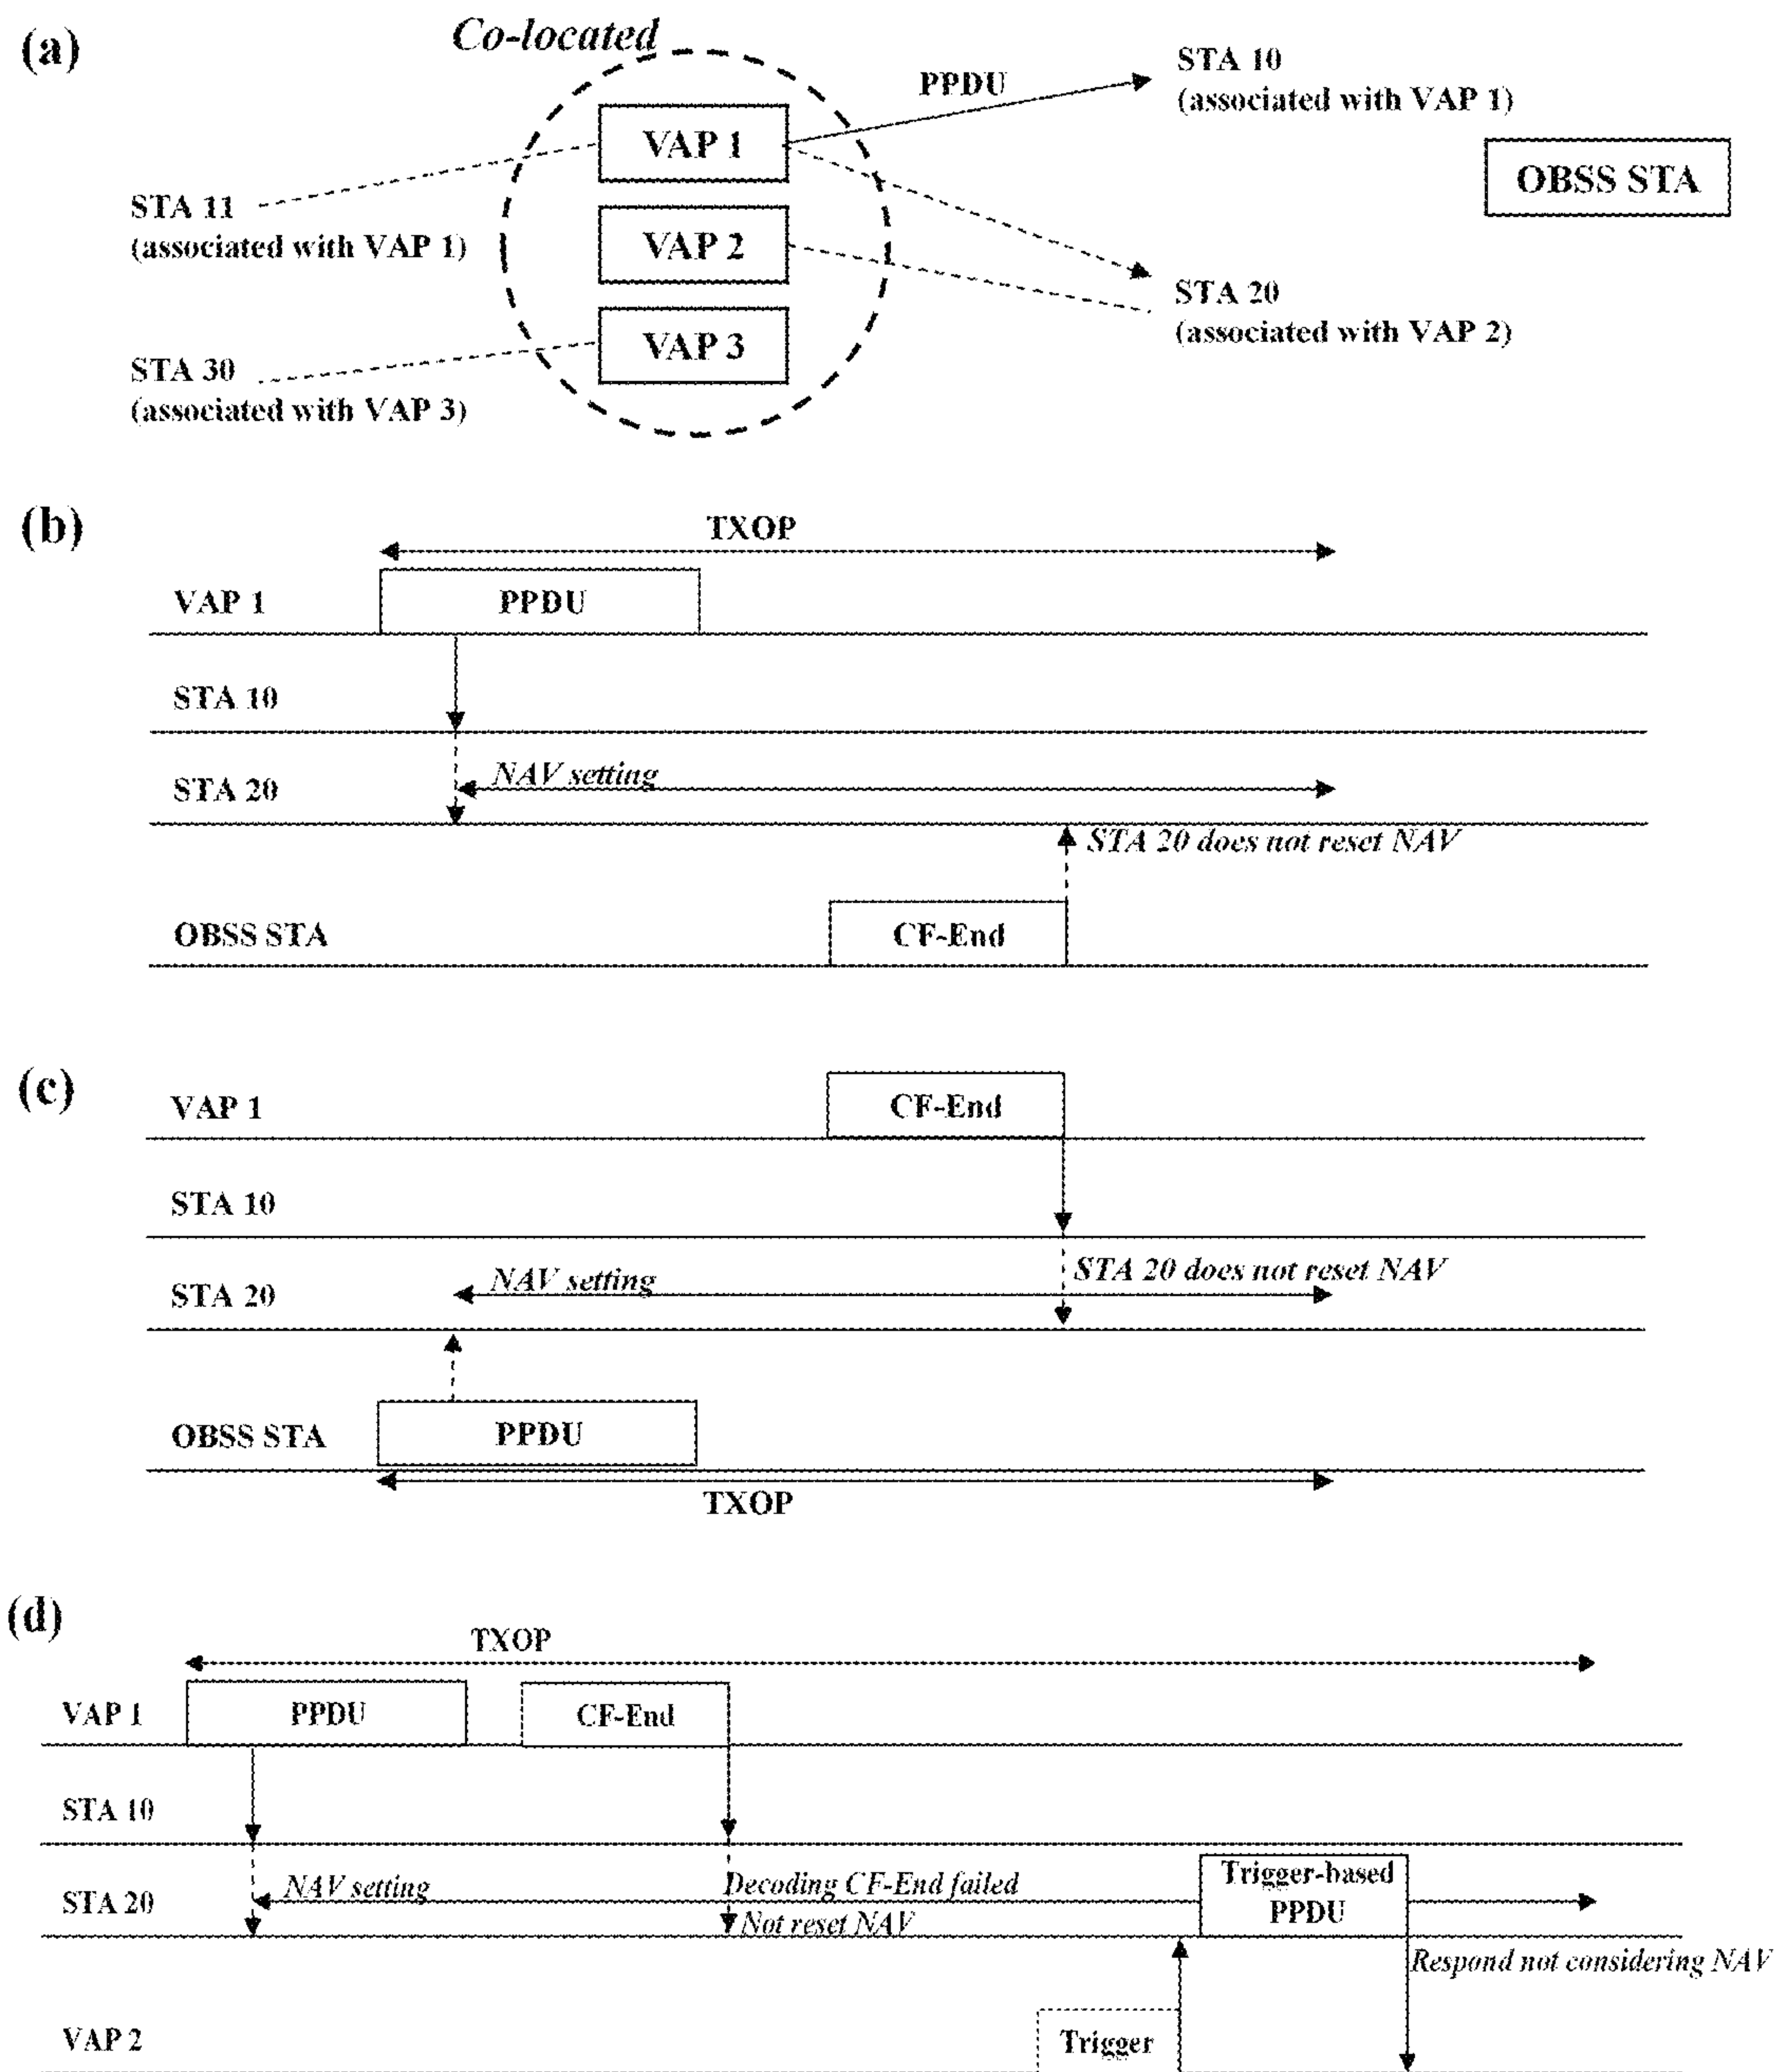 (a)
Co-located
PPDU
STA 10
(associated with VAP 1)
VAP 1
OBSS STA
STA 11
(associated with VAP 1)
VAP 2
STA 20
(associated with VAP 2)
VAP 3
STA 30
(associated with VAP 3)
(b)
TXOP
VAP 1
PPDU
STA 10
NAV setting
STA 20
STA 20 does not reset NAV
OBSS STA
CF-End
(c)
VAP 1
CF-End
STA 10
STA 20 does not reset NAV
NAV setting
STA 20
OBSS STA
PPDU
TXOP
(d)
TXOP
VAP 1
PPDU
CF-End
STA 10
STA 20
NAV setting
Decoding CF-End failed
Not reset NAV
Trigger-based
PPDU
Respond not considering NAV
VAP 2
Trigger